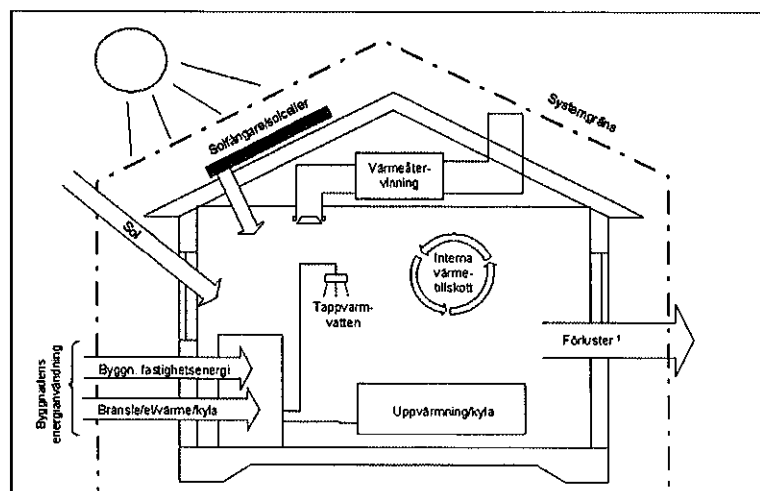 Systemgräns
Solfångare/solceller
Värmeåter-
vinning
Sol
Interna
värme-
tillskott
Tappvarm-
vatten
Förluster ¹
Byggnadens
energianvändning
Byggn. fastighetsenergi
Bränsle/el/värme/kyla
Uppvärmning/kyla